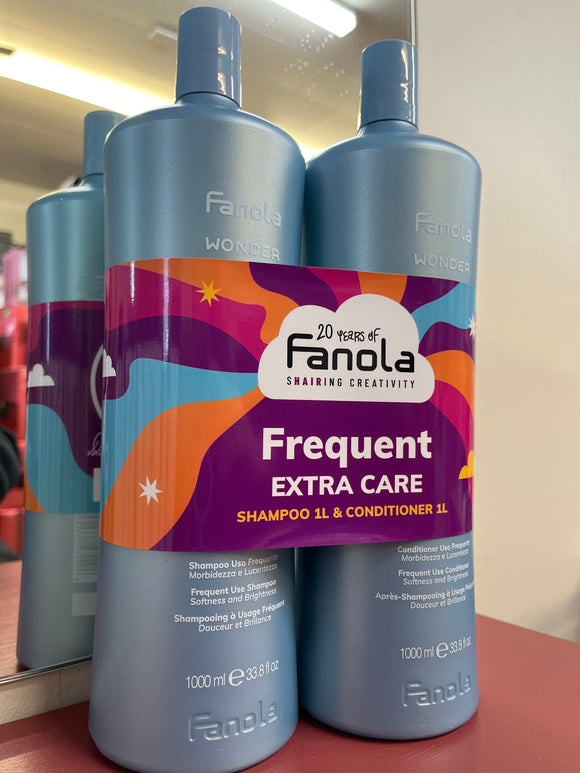 Fanola
WONDER
Fanola
WONDER
20 YEARS OF
Fanola
SHAIRING CREATIVITY
Frequent
EXTRA CARE
SHAMPOO 1L & CONDITIONER 1L
Shampoo Uso Frequente
Morbidezza e Lucentezza
Frequent Use Shampoo
Softness and Brightness
Shampooing à Usage Fréquent
Douceur et Brillance
1000 ml e 33.8 fl oz
Fanola
Conditioner Uso Frequente
Morbidezza e Lucentezza
Frequent Use Conditioner
Softness and Brightness
Après-Shampooing à Usage Fréquent
Douceur et Brillance
1000 ml e 33.8 fl oz
Fanola